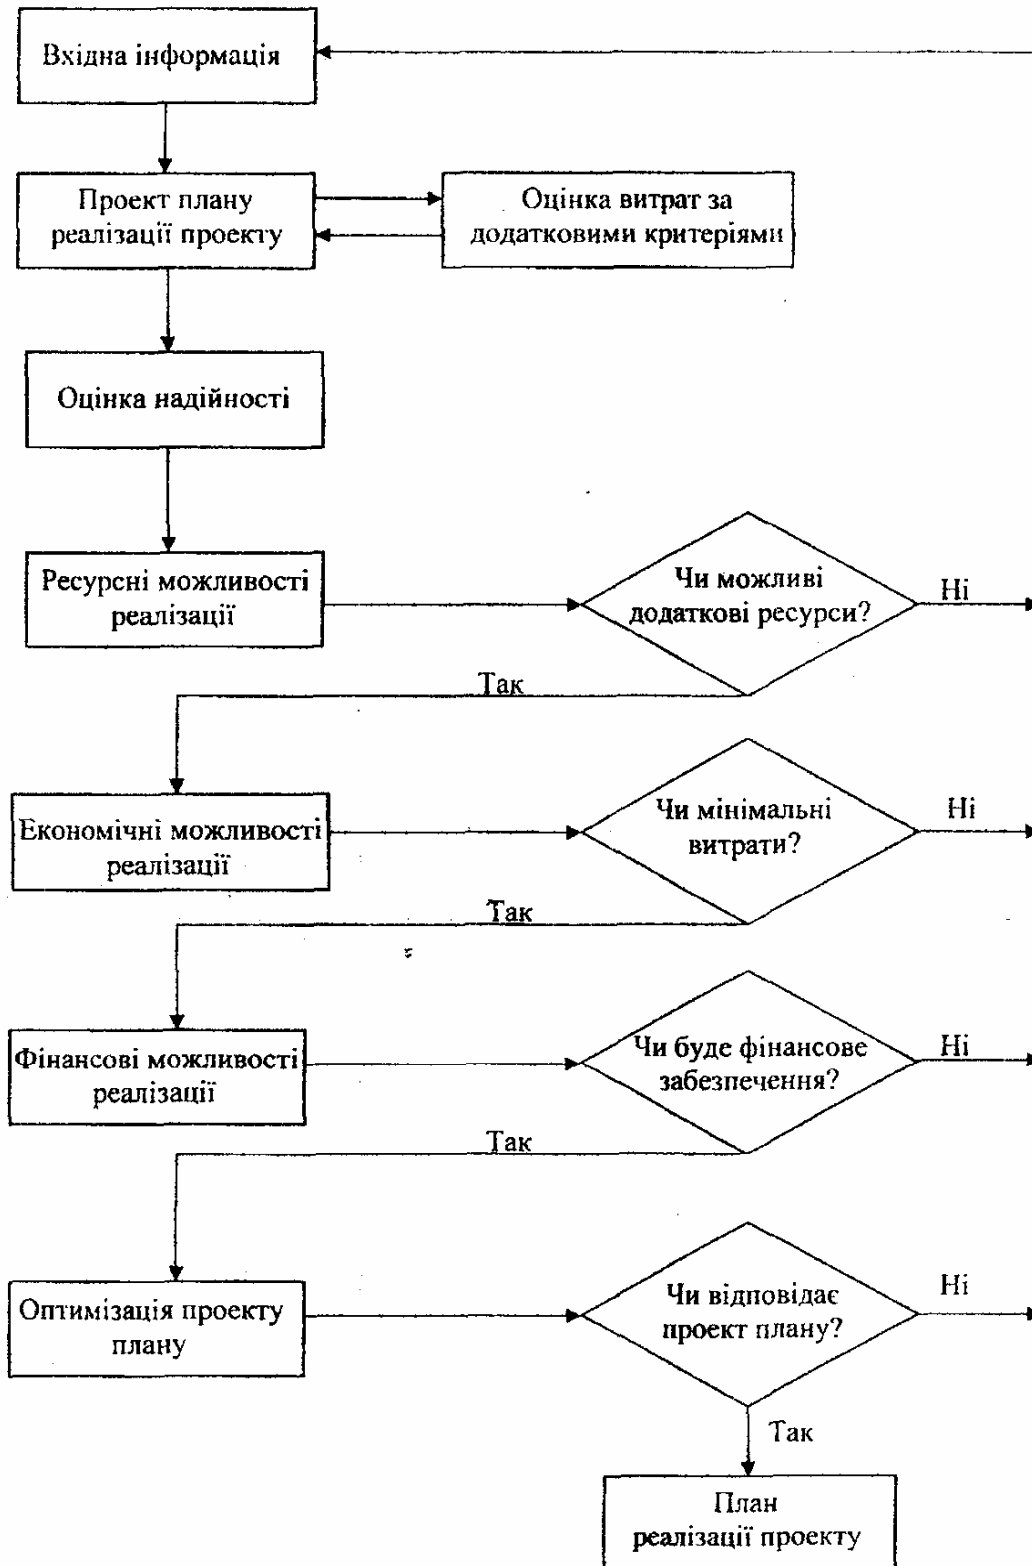 Вхідна інформація
Проект плану
реалізації проекту
Оцінка витрат за
додатковими критеріями
Оцінка надійності
Ресурсні можливості
реалізації
Чи можливі
додаткові ресурси?
Ні
Так
Економічні можливості
реалізації
Чи мінімальні
витрати?
Ні
Так
Фінансові можливості
реалізації
Чи буде фінансове
забезпечення?
Ні
Так
Оптимізація проекту
плану
Чи відповідає
проект плану?
Ні
Так
План
реалізації проекту